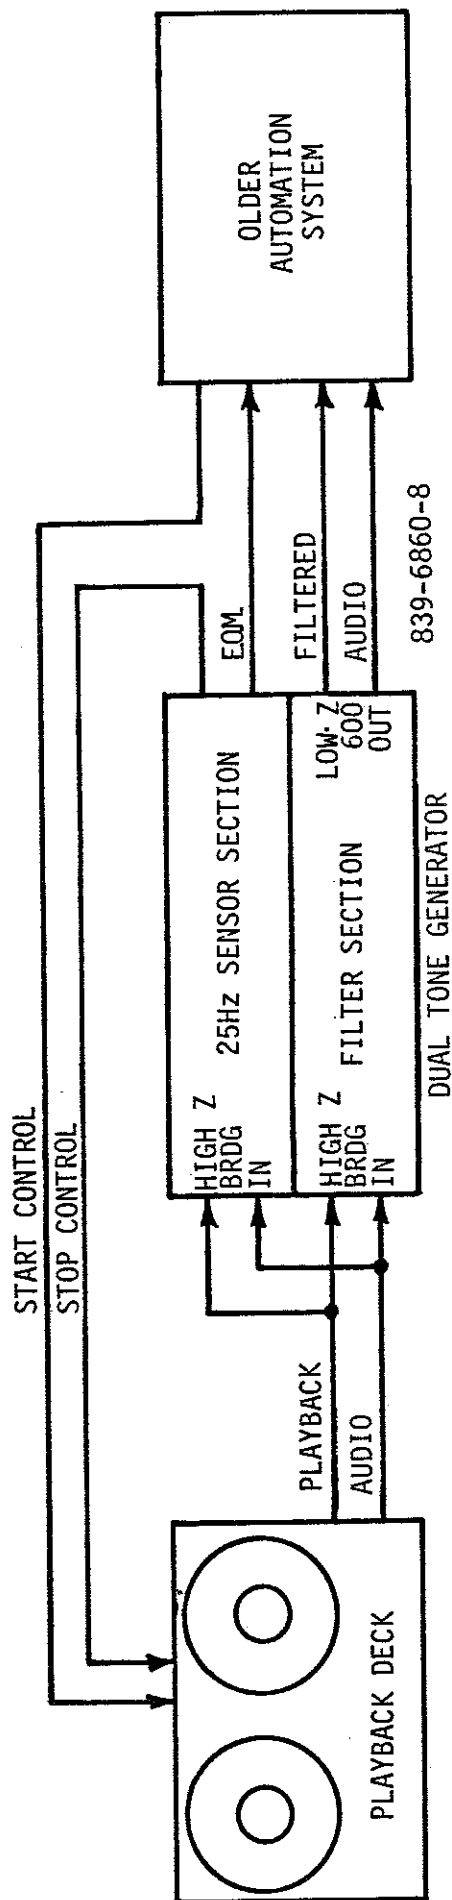 START CONTROL
STOP CONTROL
PLAYBACK
AUDIO
PLAYBACK DECK
HIGH Z
BRDG
IN
25Hz SENSOR SECTION
HIGH Z
BRDG
IN
FILTER SECTION
LOW-Z
600
OUT
DUAL TONE GENERATOR
EOM
FILTERED
AUDIO
839-6860-8
OLDER
AUTOMATION
SYSTEM